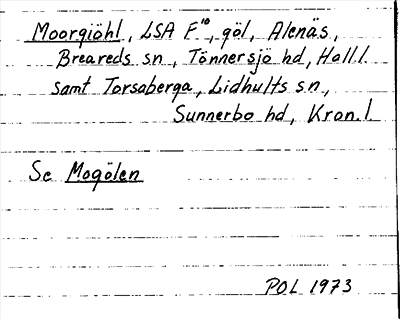 Moorgiöhl, LSA F¹⁰, göl, Alenäs,
Breareds sn, Tönnersjö hd, Hall l.
samt Torsaberga, Lidhults sn,
Sunnerbo hd, Kron. l.
Se Mogölen
POL 1973